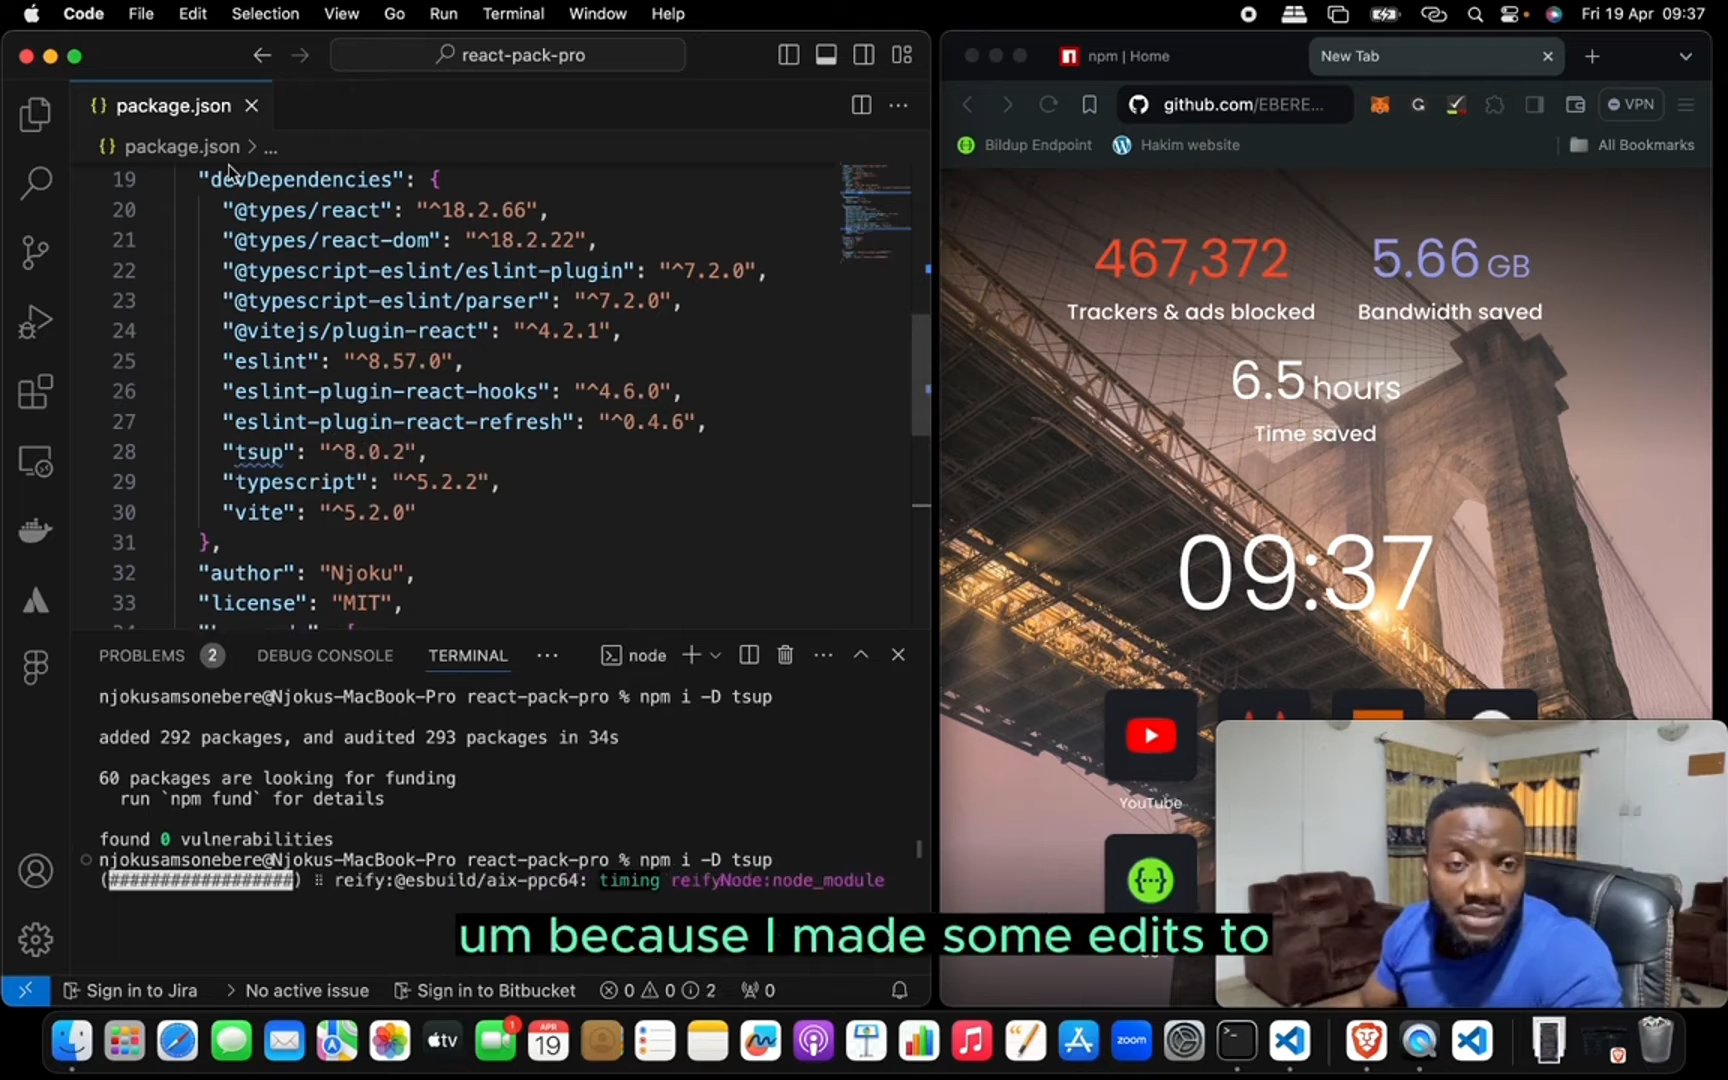 Code File Edit Selection View Go Run Terminal Window Help
Fri 19 Apr 09:37
react-pack-pro
package.json
package.json > ...
19 "devDependencies": {
20 "@types/react": "^18.2.66",
21 "@types/react-dom": "^18.2.22",
22 "@typescript-eslint/eslint-plugin": "^7.2.0",
23 "@typescript-eslint/parser": "^7.2.0",
24 "@vitejs/plugin-react": "^4.2.1",
25 "eslint": "^8.57.0",
26 "eslint-plugin-react-hooks": "^4.6.0",
27 "eslint-plugin-react-refresh": "^0.4.6",
28 "tsup": "^8.0.2",
29 "typescript": "^5.2.2",
30 "vite": "^5.2.0"
31 },
32 "author": "Njoku",
33 "license": "MIT",
PROBLEMS 2 DEBUG CONSOLE TERMINAL ... node
njokusamsonebere@Njokus-MacBook-Pro react-pack-pro % npm i -D tsup
added 292 packages, and audited 293 packages in 34s
60 packages are looking for funding
run `npm fund` for details
found 0 vulnerabilities
njokusamsonebere@Njokus-MacBook-Pro react-pack-pro % npm i -D tsup
(##################) ⠸ reify:@esbuild/aix-ppc64: timing reifyNode:node_module
Sign in to Jira No active issue Sign in to Bitbucket 0 0 2 0
npm | Home
New Tab
github.com/EBERE...
VPN
Bildup Endpoint Hakim website All Bookmarks
467,372 5.66 GB
Trackers & ads blocked Bandwidth saved
6.5 hours
Time saved
09:37
YouTube
um because I made some edits to
tv
1
APR
19
zoom